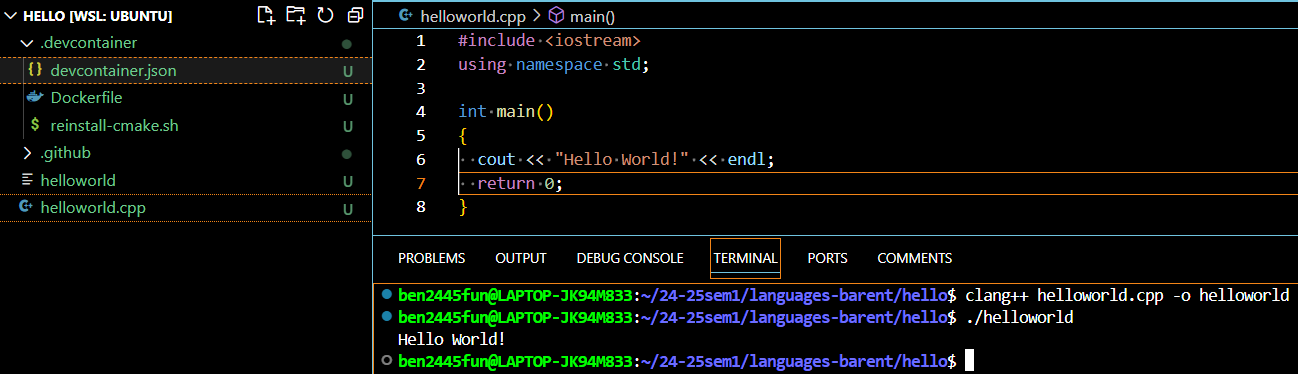 HELLO [WSL: UBUNTU]
.devcontainer
{} devcontainer.json U
Dockerfile U
$ reinstall-cmake.sh U
.github
helloworld U
helloworld.cpp U
helloworld.cpp > main()
1 #include <iostream>
2 using namespace std;
3
4 int main()
5 {
6   cout << "Hello World!" << endl;
7   return 0;
8 }
PROBLEMS OUTPUT DEBUG CONSOLE TERMINAL PORTS COMMENTS
ben2445fun@LAPTOP-JK94M833:~/24-25sem1/languages-barent/hello$ clang++ helloworld.cpp -o helloworld
ben2445fun@LAPTOP-JK94M833:~/24-25sem1/languages-barent/hello$ ./helloworld
Hello World!
ben2445fun@LAPTOP-JK94M833:~/24-25sem1/languages-barent/hello$